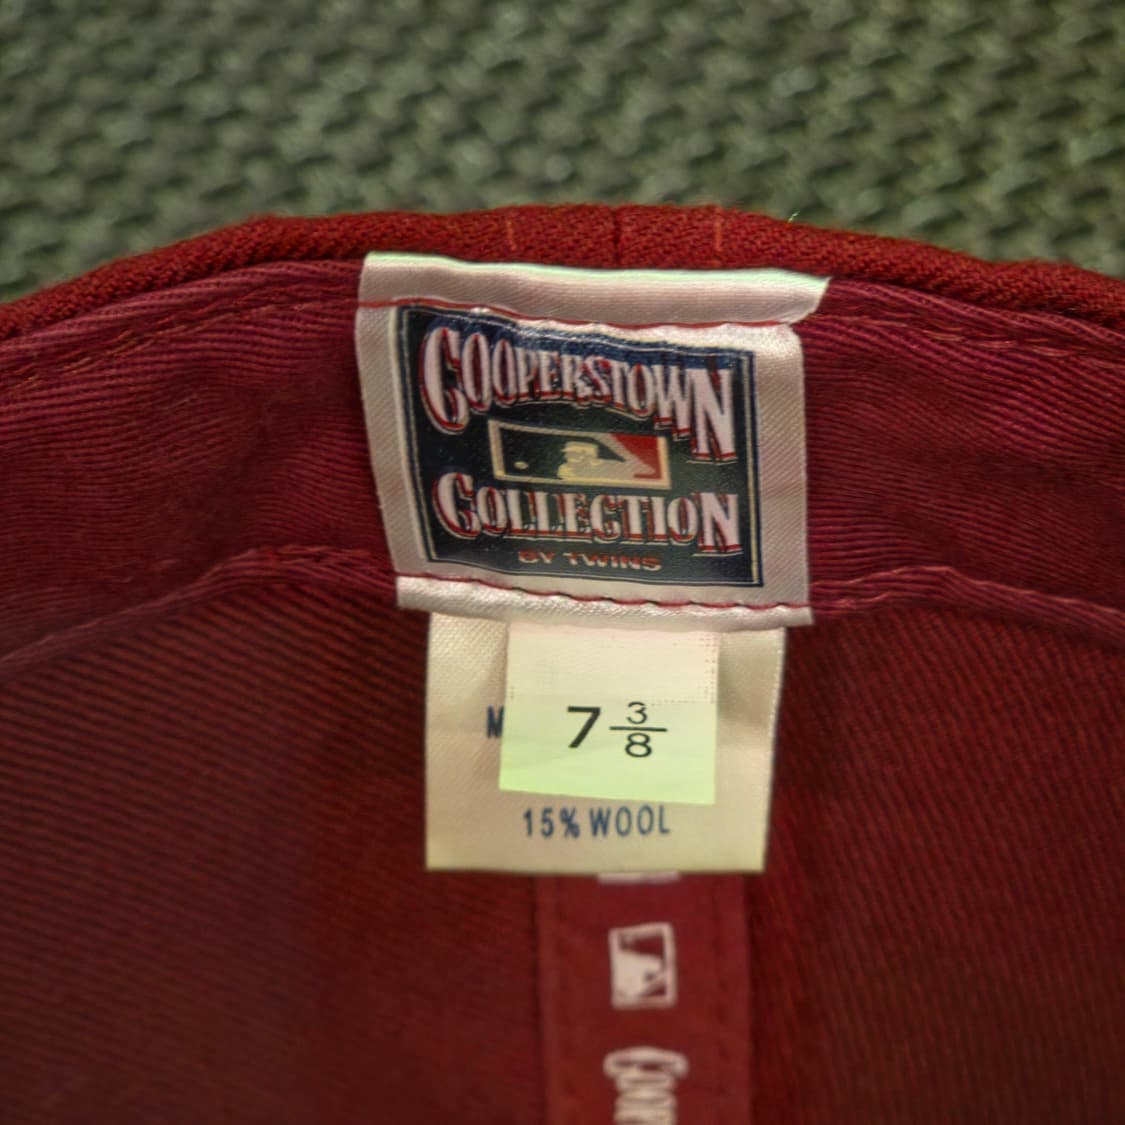 COOPERSTOWN
COLLECTION
BY TWINS
M
7 3/8
15% WOOL